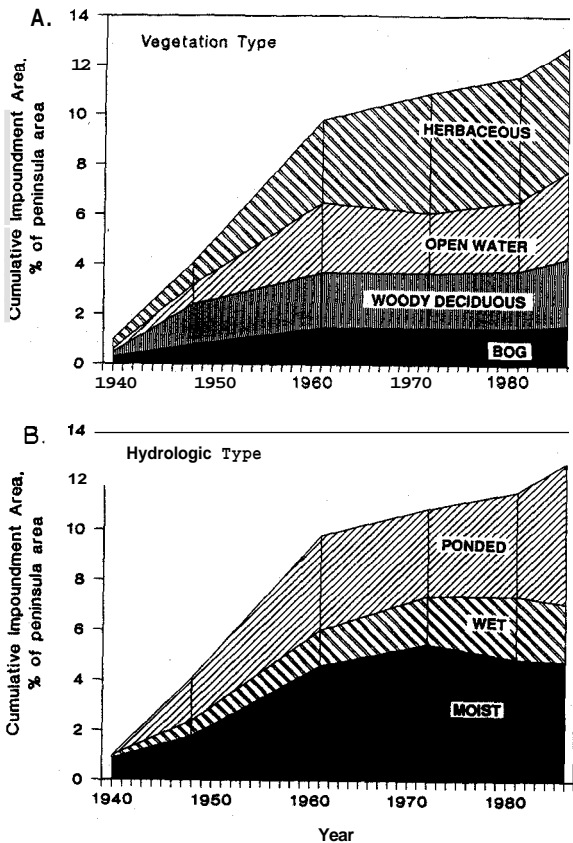 A.
Vegetation Type
Cumulative Impoundment Area,
% of peninsula area
14
12
10
8
6
4
2
0
HERBACEOUS
OPEN WATER
WOODY DECIDUOUS
BOG
1940 1950 1960 1970 1980
B.
Hydrologic Type
Cumulative Impoundment Area,
% of peninsula area
14
12
10
8
6
4
2
0
PONDED
WET
MOIST
1940 1950 1960 1970 1980
Year